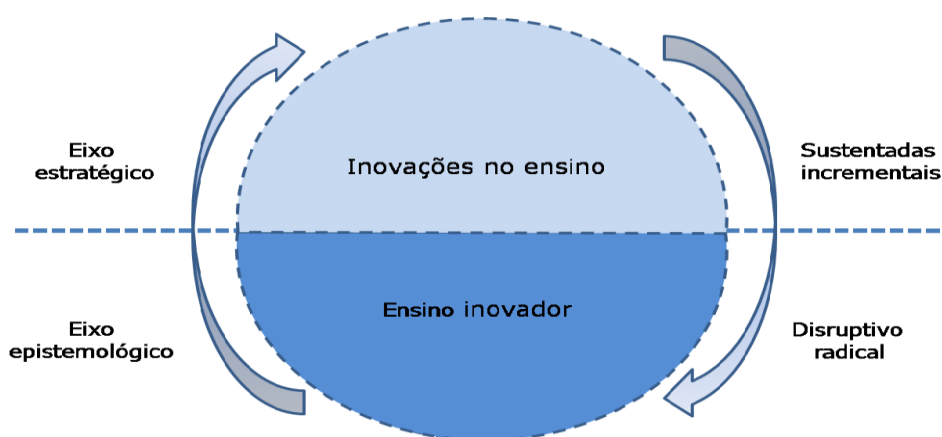 Eixo
estratégico
Inovações no ensino
Sustentadas
incrementais
Eixo
epistemológico
Ensino inovador
Disruptivo
radical